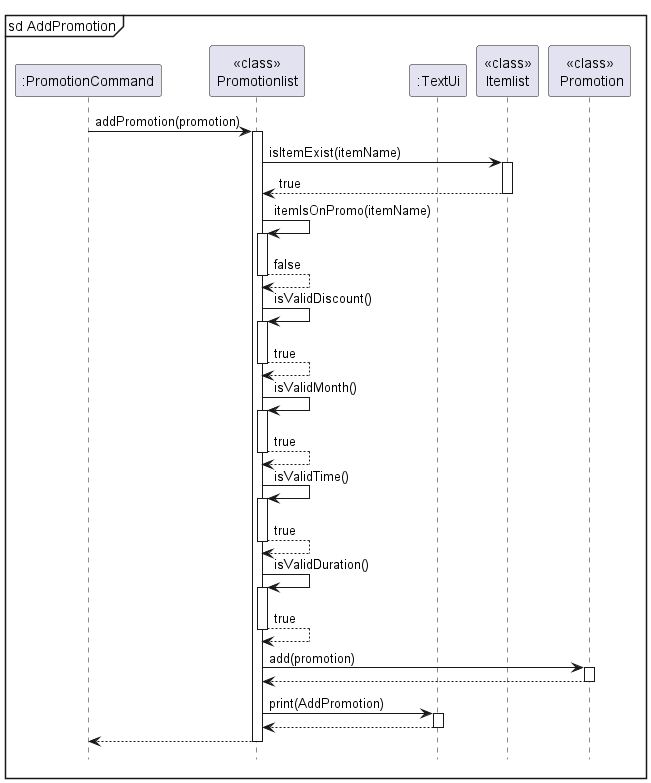 sd AddPromotion
:PromotionCommand
«class»
Promotionlist
:TextUi
«class»
Itemlist
«class»
Promotion
addPromotion(promotion)
isItemExist(itemName)
true
itemIsOnPromo(itemName)
false
isValidDiscount()
true
isValidMonth()
true
isValidTime()
true
isValidDuration()
true
add(promotion)
print(AddPromotion)